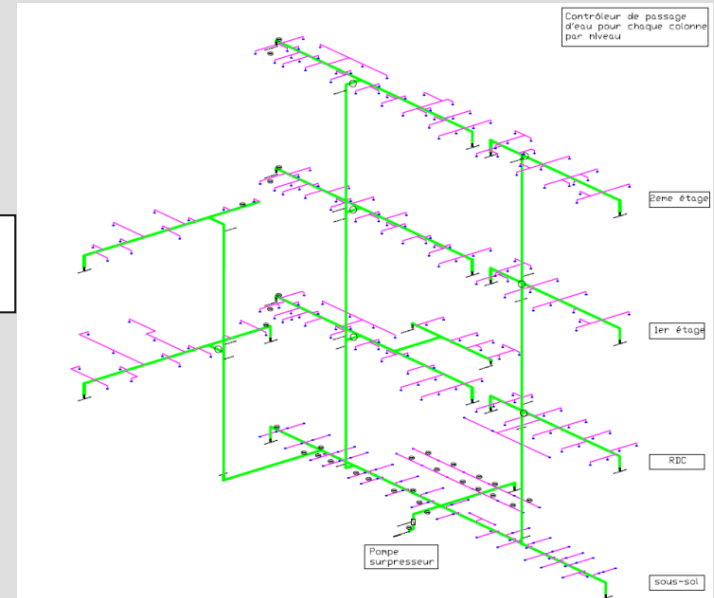 Contrôleur de passage
d'eau pour chaque colonne
par niveau
2eme étage
1er étage
RDC
Pompe
surpresseur
sous-sol